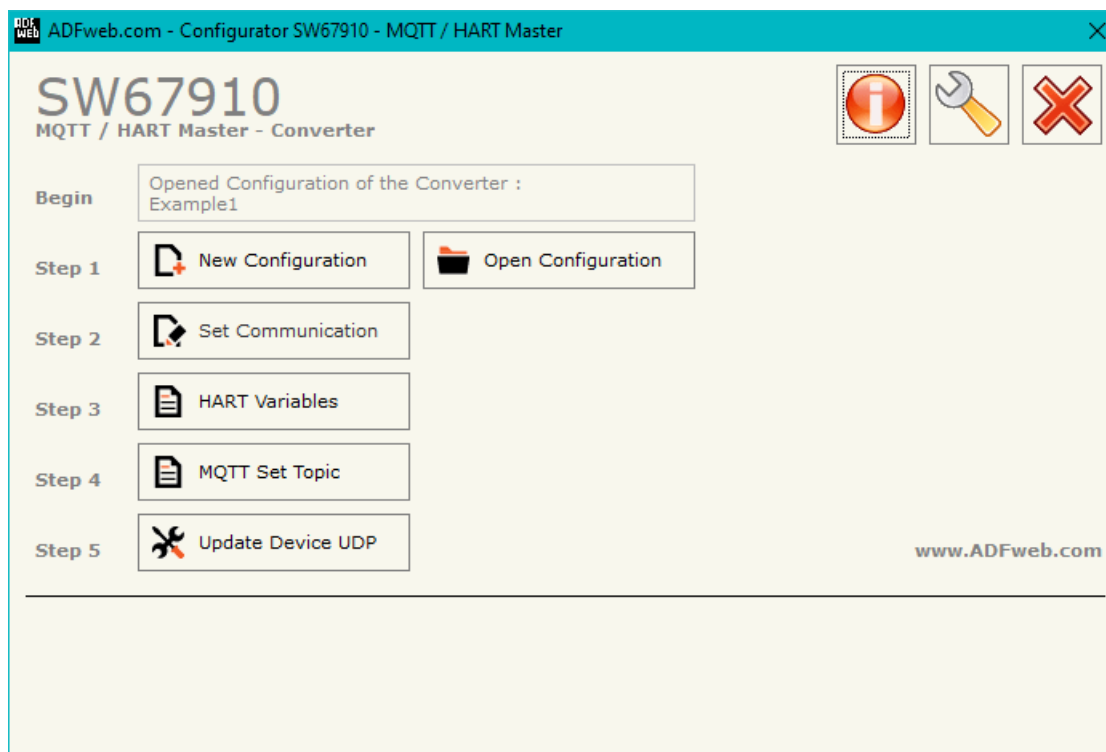 ADF WEB ADFweb.com - Configurator SW67910 - MQTT / HART Master
SW67910
MQTT / HART Master - Converter
Begin
Opened Configuration of the Converter :
Example1
Step 1
New Configuration
Open Configuration
Step 2
Set Communication
Step 3
HART Variables
Step 4
MQTT Set Topic
Step 5
Update Device UDP
www.ADFweb.com